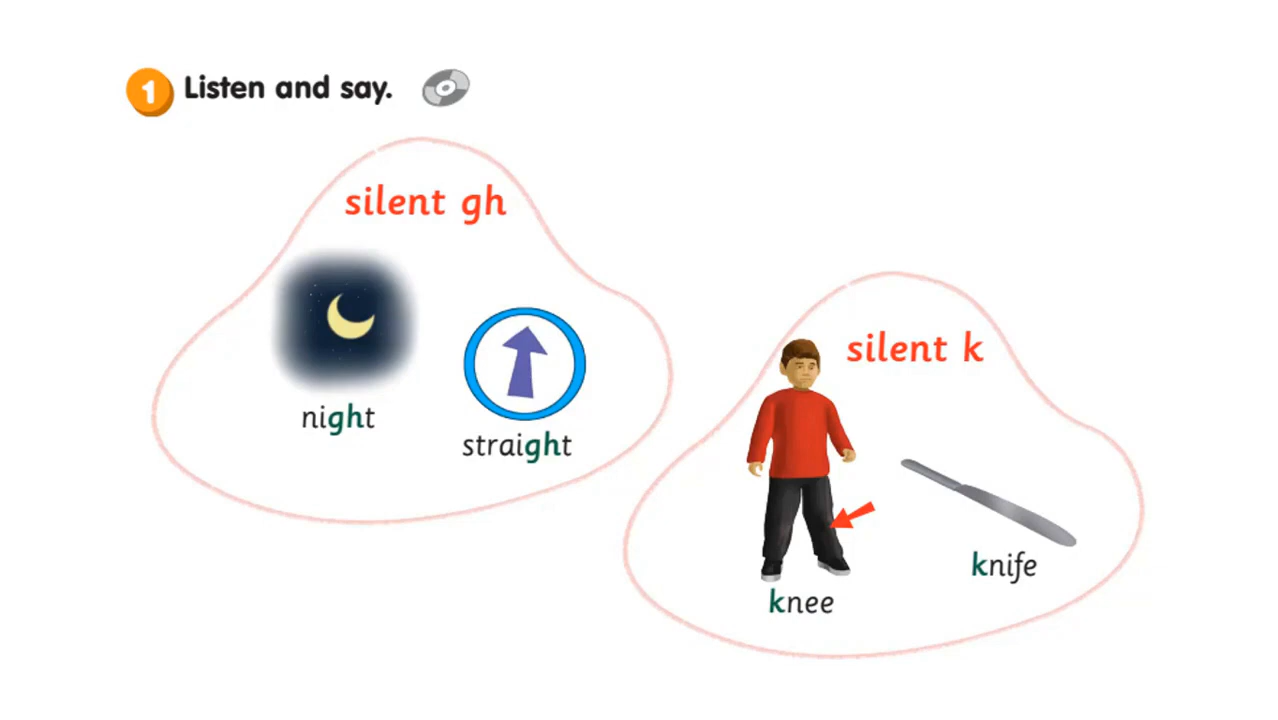 1 Listen and say.
silent gh
night
straight
silent k
knee
knife